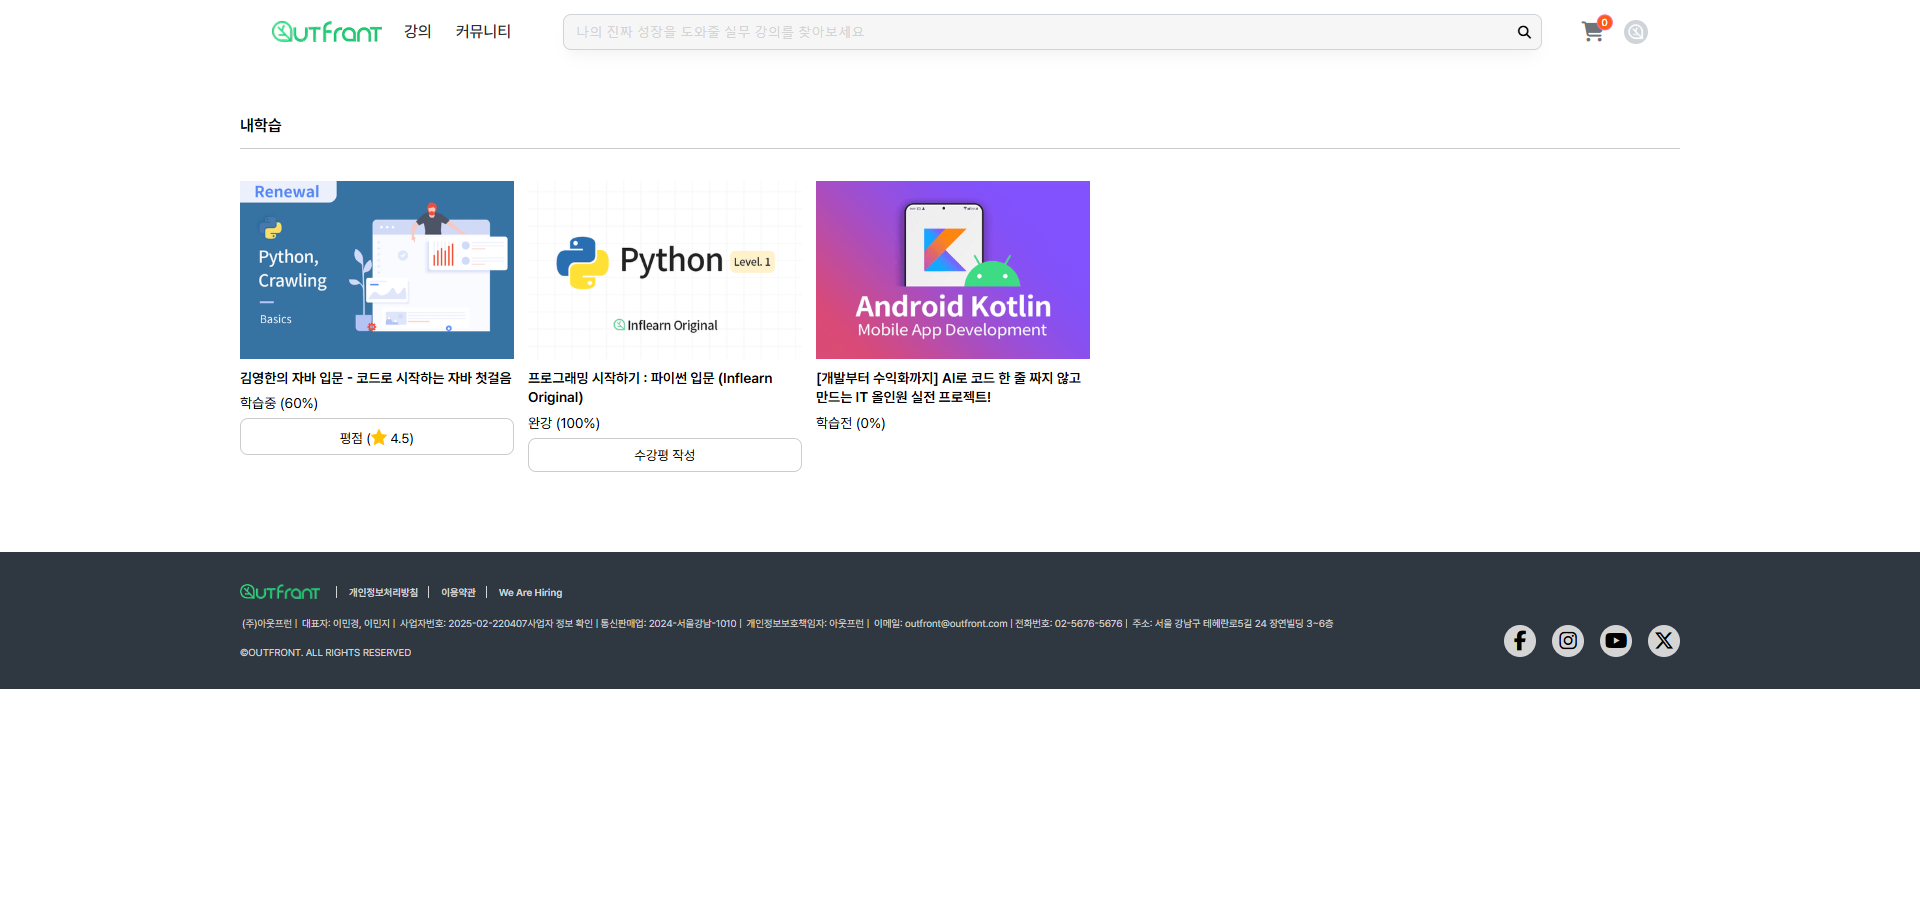 OUTFRONT 강의 커뮤니티 나의 진짜 성장을 도와줄 실무 강의를 찾아보세요 0
내학습
Renewal
Python,
Crawling
Basics
Python Level. 1
Inflearn Original
Android Kotlin
Mobile App Development
김영한의 자바 입문 - 코드로 시작하는 자바 첫걸음
학습중 (60%)
평점 (⭐ 4.5)
프로그래밍 시작하기 : 파이썬 입문 (Inflearn
Original)
완강 (100%)
수강평 작성
[개발부터 수익화까지] AI로 코드 한 줄 짜지 않고
만드는 IT 올인원 실전 프로젝트!
학습전 (0%)
OUTFRONT | 개인정보처리방침 | 이용약관 | We Are Hiring
(주)아웃프런 | 대표자: 이민경, 이민지 | 사업자번호: 2025-02-220407사업자 정보 확인 | 통신판매업: 2024-서울강남-1010 | 개인정보보호책임자: 아웃프런 | 이메일: outfront@outfront.com | 전화번호: 02-5676-5676 | 주소: 서울 강남구 테헤란로5길 24 장연빌딩 3~6층
©OUTFRONT. ALL RIGHTS RESERVED